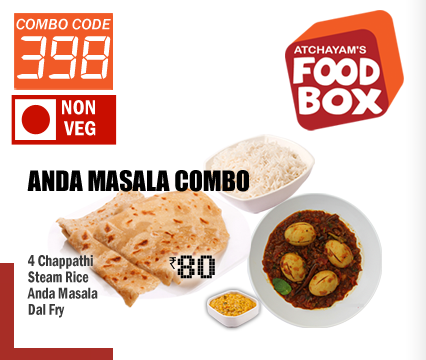 COMBO CODE
398
NON
VEG
ATCHAYAM'S
FOOD
BOX
ANDA MASALA COMBO
4 Chappathi
Steam Rice
Anda Masala
Dal Fry
₹80